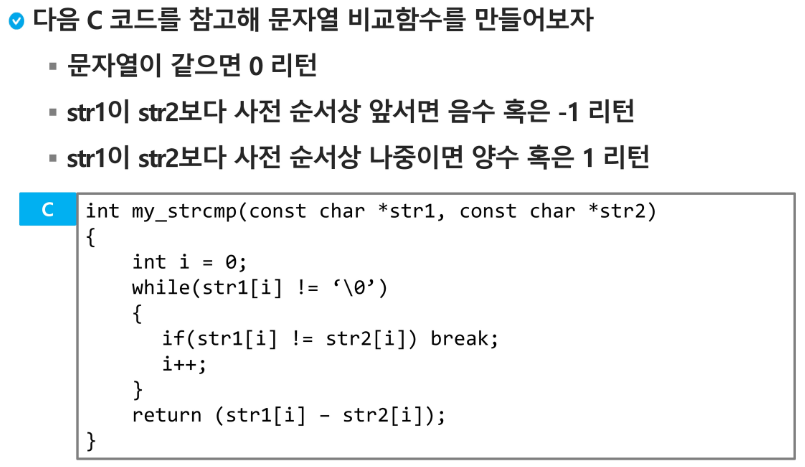 다음 C 코드를 참고해 문자열 비교함수를 만들어보자
▪ 문자열이 같으면 0 리턴
▪ str1이 str2보다 사전 순서상 앞서면 음수 혹은 -1 리턴
▪ str1이 str2보다 사전 순서상 나중이면 양수 혹은 1 리턴
C
int my_strcmp(const char *str1, const char *str2)
{
    int i = 0;
    while(str1[i] != ‘\0’)
    {
        if(str1[i] != str2[i]) break;
        i++;
    }
    return (str1[i] – str2[i]);
}